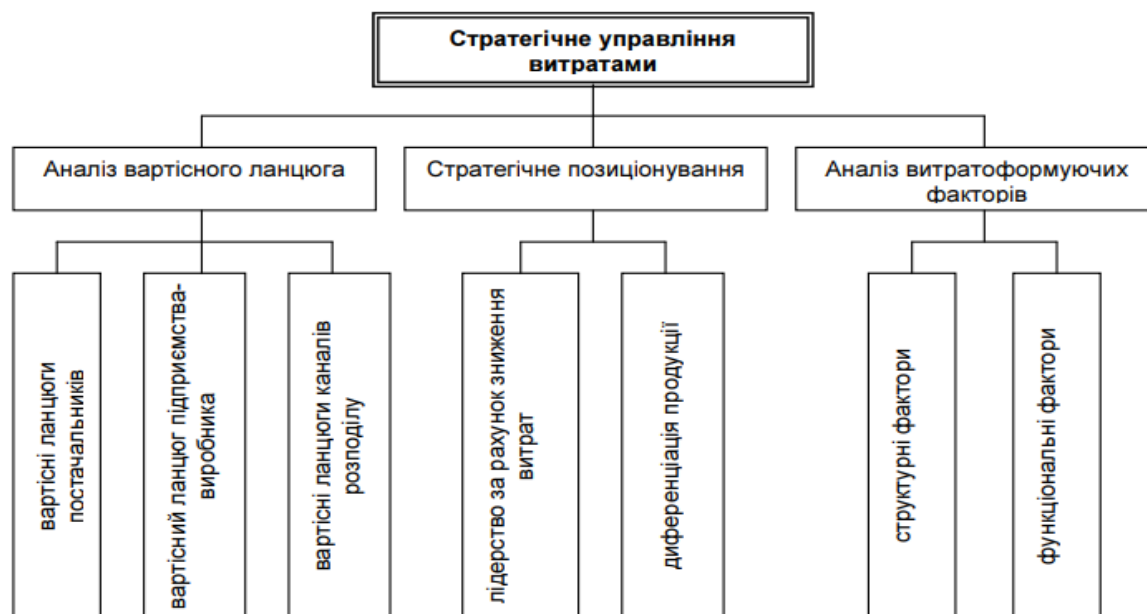 Стратегічне управління
витратами
Аналіз вартісного ланцюга
Стратегічне позиціонування
Аналіз витратоформуючих
факторів
вартісні ланцюги
постачальників
вартісний ланцюг підприємства-
виробника
вартісні ланцюги каналів
розподілу
лідерство за рахунок зниження
витрат
диференціація продукції
структурні фактори
функціональні фактори